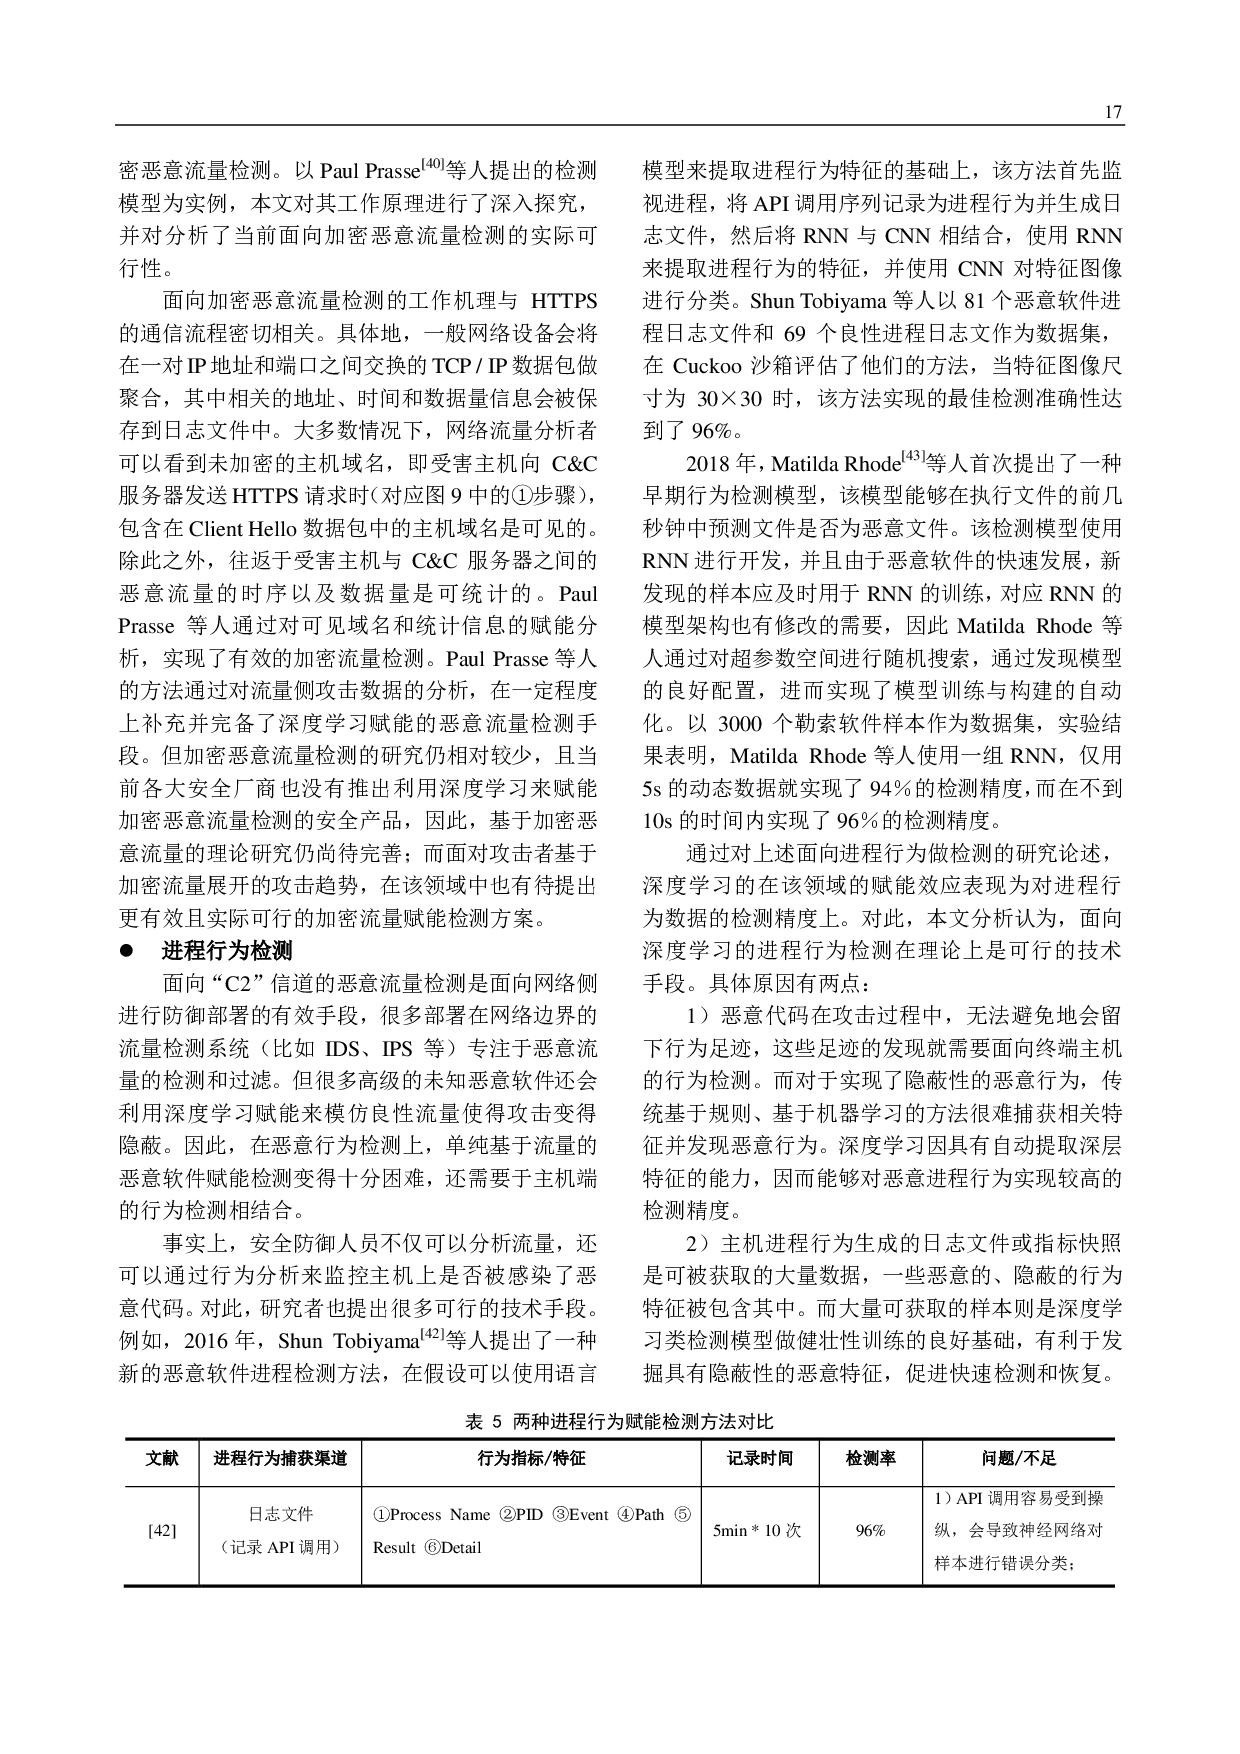 17
密恶意流量检测。以 Paul Prasse[40]等人提出的检测
模型为实例，本文对其工作原理进行了深入探究，
并对分析了当前面向加密恶意流量检测的实际可
行性。
面向加密恶意流量检测的工作机理与 HTTPS
的通信流程密切相关。具体地，一般网络设备会将
在一对 IP 地址和端口之间交换的 TCP / IP 数据包做
聚合，其中相关的地址、时间和数据量信息会被保
存到日志文件中。大多数情况下，网络流量分析者
可以看到未加密的主机域名，即受害主机向 C&C
服务器发送 HTTPS 请求时（对应图 9 中的①步骤），
包含在 Client Hello 数据包中的主机域名是可见的。
除此之外，往返于受害主机与 C&C 服务器之间的
恶意流量的时序以及数据量是可统计的。Paul
Prasse 等人通过对可见域名和统计信息的赋能分
析，实现了有效的加密流量检测。Paul Prasse 等人
的方法通过对流量侧攻击数据的分析，在一定程度
上补充并完备了深度学习赋能的恶意流量检测手
段。但加密恶意流量检测的研究仍相对较少，且当
前各大安全厂商也没有推出利用深度学习来赋能
加密恶意流量检测的安全产品，因此，基于加密恶
意流量的理论研究仍尚待完善；而面对攻击者基于
加密流量展开的攻击趋势，在该领域中也有待提出
更有效且实际可行的加密流量赋能检测方案。
● 进程行为检测
面向“C2”信道的恶意流量检测是面向网络侧
进行防御部署的有效手段，很多部署在网络边界的
流量检测系统（比如 IDS、IPS 等）专注于恶意流
量的检测和过滤。但很多高级的未知恶意软件还会
利用深度学习赋能来模仿良性流量使得攻击变得
隐蔽。因此，在恶意行为检测上，单纯基于流量的
恶意软件赋能检测变得十分困难，还需要于主机端
的行为检测相结合。
事实上，安全防御人员不仅可以分析流量，还
可以通过行为分析来监控主机上是否被感染了恶
意代码。对此，研究者也提出很多可行的技术手段。
例如，2016 年，Shun Tobiyama[42]等人提出了一种
新的恶意软件进程检测方法，在假设可以使用语言
模型来提取进程行为特征的基础上，该方法首先监
视进程，将 API 调用序列记录为进程行为并生成日
志文件，然后将 RNN 与 CNN 相结合，使用 RNN
来提取进程行为的特征，并使用 CNN 对特征图像
进行分类。Shun Tobiyama 等人以 81 个恶意软件进
程日志文件和 69 个良性进程日志文作为数据集，
在 Cuckoo 沙箱评估了他们的方法，当特征图像尺
寸为 30×30 时，该方法实现的最佳检测准确性达
到了 96%。
2018 年，Matilda Rhode[43]等人首次提出了一种
早期行为检测模型，该模型能够在执行文件的前几
秒钟中预测文件是否为恶意文件。该检测模型使用
RNN 进行开发，并且由于恶意软件的快速发展，新
发现的样本应及时用于 RNN 的训练，对应 RNN 的
模型架构也有修改的需要，因此 Matilda Rhode 等
人通过对超参数空间进行随机搜索，通过发现模型
的良好配置，进而实现了模型训练与构建的自动
化。以 3000 个勒索软件样本作为数据集，实验结
果表明，Matilda Rhode 等人使用一组 RNN，仅用
5s 的动态数据就实现了 94％的检测精度，而在不到
10s 的时间内实现了 96％的检测精度。
通过对上述面向进程行为做检测的研究论述，
深度学习的在该领域的赋能效应表现为对进程行
为数据的检测精度上。对此，本文分析认为，面向
深度学习的进程行为检测在理论上是可行的技术
手段。具体原因有两点：
1）恶意代码在攻击过程中，无法避免地会留
下行为足迹，这些足迹的发现就需要面向终端主机
的行为检测。而对于实现了隐蔽性的恶意行为，传
统基于规则、基于机器学习的方法很难捕获相关特
征并发现恶意行为。深度学习因具有自动提取深层
特征的能力，因而能够对恶意进程行为实现较高的
检测精度。
2）主机进程行为生成的日志文件或指标快照
是可被获取的大量数据，一些恶意的、隐蔽的行为
特征被包含其中。而大量可获取的样本则是深度学
习类检测模型做健壮性训练的良好基础，有利于发
掘具有隐蔽性的恶意特征，促进快速检测和恢复。
表 5 两种进程行为赋能检测方法对比
文献 进程行为捕获渠道 行为指标/特征 记录时间 检测率 问题/不足
[42]
日志文件
（记录 API 调用）
①Process Name ②PID ③Event ④Path ⑤
Result ⑥Detail
5min * 10 次
96%
1）API 调用容易受到操
纵，会导致神经网络对
样本进行错误分类；